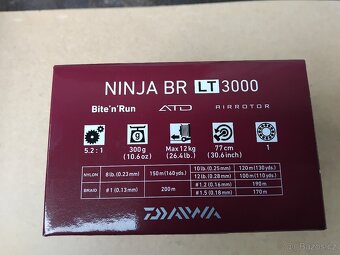 NINJA BR LT 3000
Bite'n'Run ATD AIRROTOR
5.2 : 1 300g (10.6oz) Max 12kg (26.4lb.) 77cm (30.6inch) 1
NYLON 8lb.(0.23mm) 150m(160yds.) 10lb.(0.25mm) 120m(130yds.)
12lb.(0.28mm) 100m(110yds.)
BRAID #1(0.13mm) 200m #1.2(0.16mm) 190m
#1.5(0.18mm) 170m
DAIWA